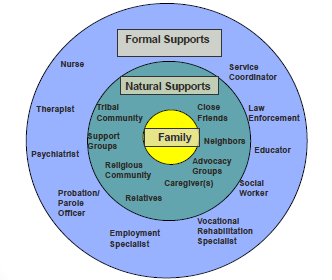 Formal Supports
Nurse
Service
Coordinator
Natural Supports
Therapist
Tribal
Community
Close
Friends
Law
Enforcement
Family
Support
Groups
Neighbors
Psychiatrist
Educator
Religious
Community
Advocacy
Groups
Caregiver(s)
Social
Worker
Probation/
Parole
Officer
Relatives
Employment
Specialist
Vocational
Rehabilitation
Specialist